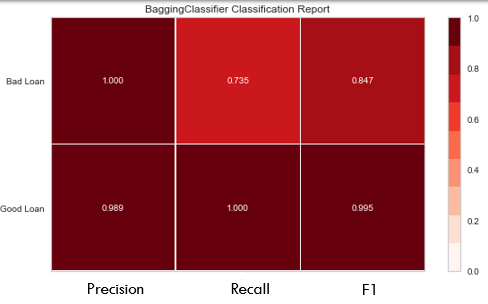 BaggingClassifier Classification Report
1.0
Bad Loan 1.000 0.735 0.847
0.8
0.6
0.4
Good Loan 0.989 1.000 0.995
0.2
0.0
Precision Recall F1